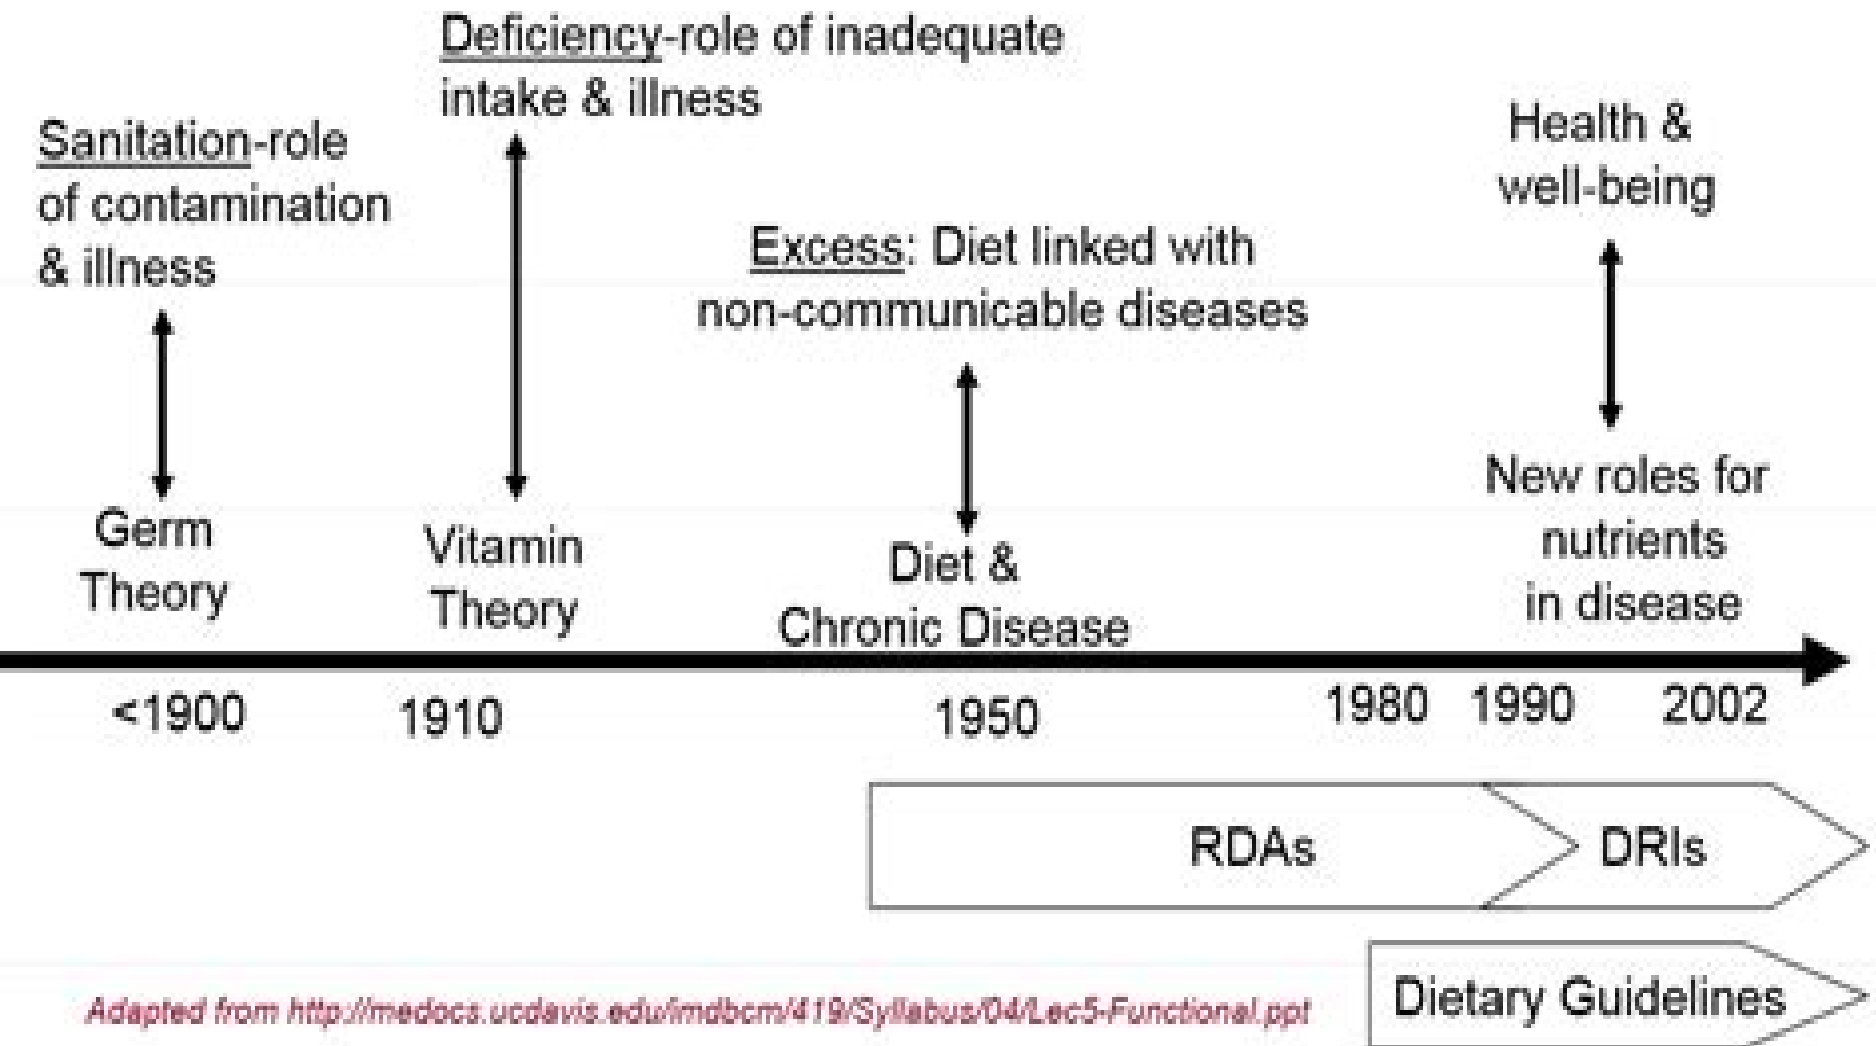 Deficiency-role of inadequate
intake & illness
Sanitation-role
of contamination
& illness
Health &
well-being
Excess: Diet linked with
non-communicable diseases
Germ
Theory
Vitamin
Theory
Diet &
Chronic Disease
New roles for
nutrients
in disease
<1900
1910
1950
1980
1990
2002
RDAs
DRIs
Dietary Guidelines
Adapted from http://medocs.ucdavis.edu/imdbcm/419/Syllabus/04/Lec5-Functional.ppt